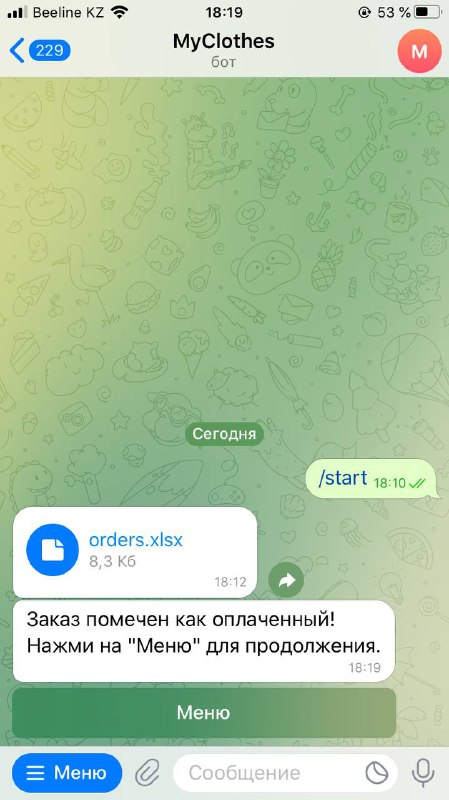 Beeline KZ 18:19 53 %
229 MyClothes M
бот
Сегодня
/start 18:10
orders.xlsx
8,3 Кб
18:12
Заказ помечен как оплаченный!
Нажми на "Меню" для продолжения.
18:19
Меню
Меню Сообщение